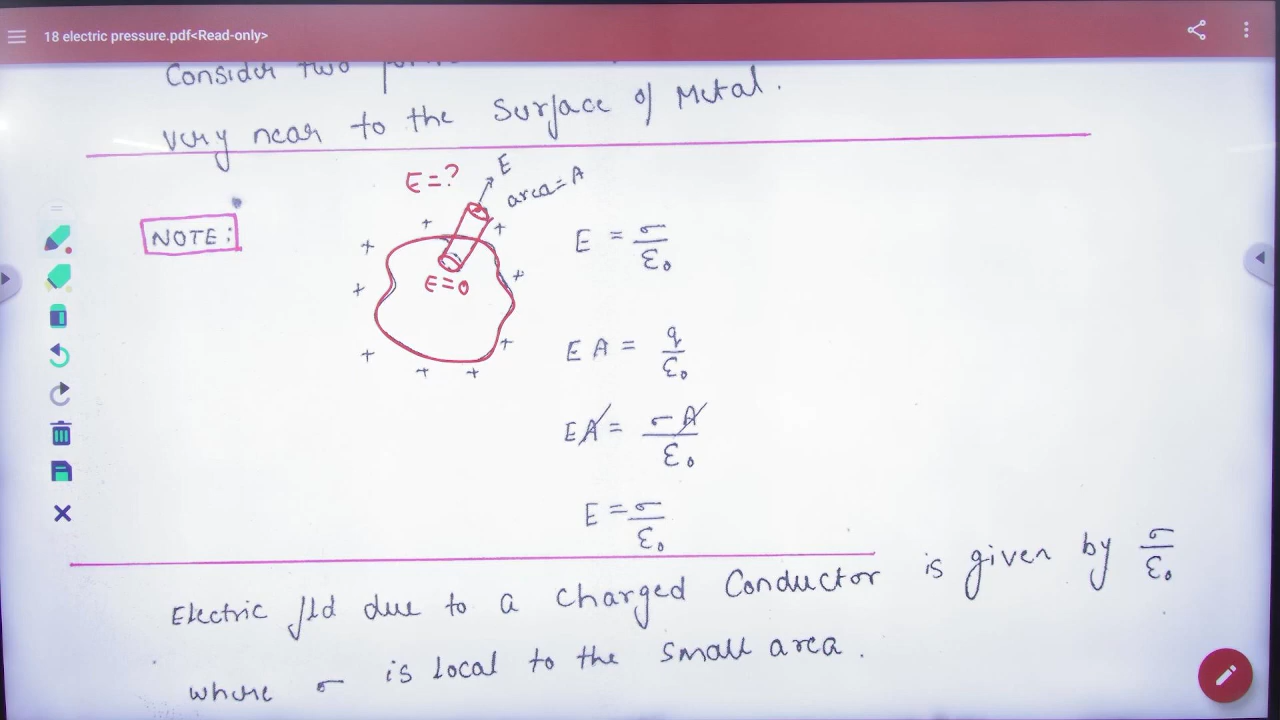 18 electric pressure.pdf<Read-only>
Consider two
very near to the Surface of Metal.
NOTE:
E=?
E
area=A
E=0
+ + + + + + + + +
E = σ/ε₀
EA = q/ε₀
EA = σA/ε₀
E = σ/ε₀
Electric fld due to a Charged Conductor is given by σ/ε₀
where σ is local to the small area.